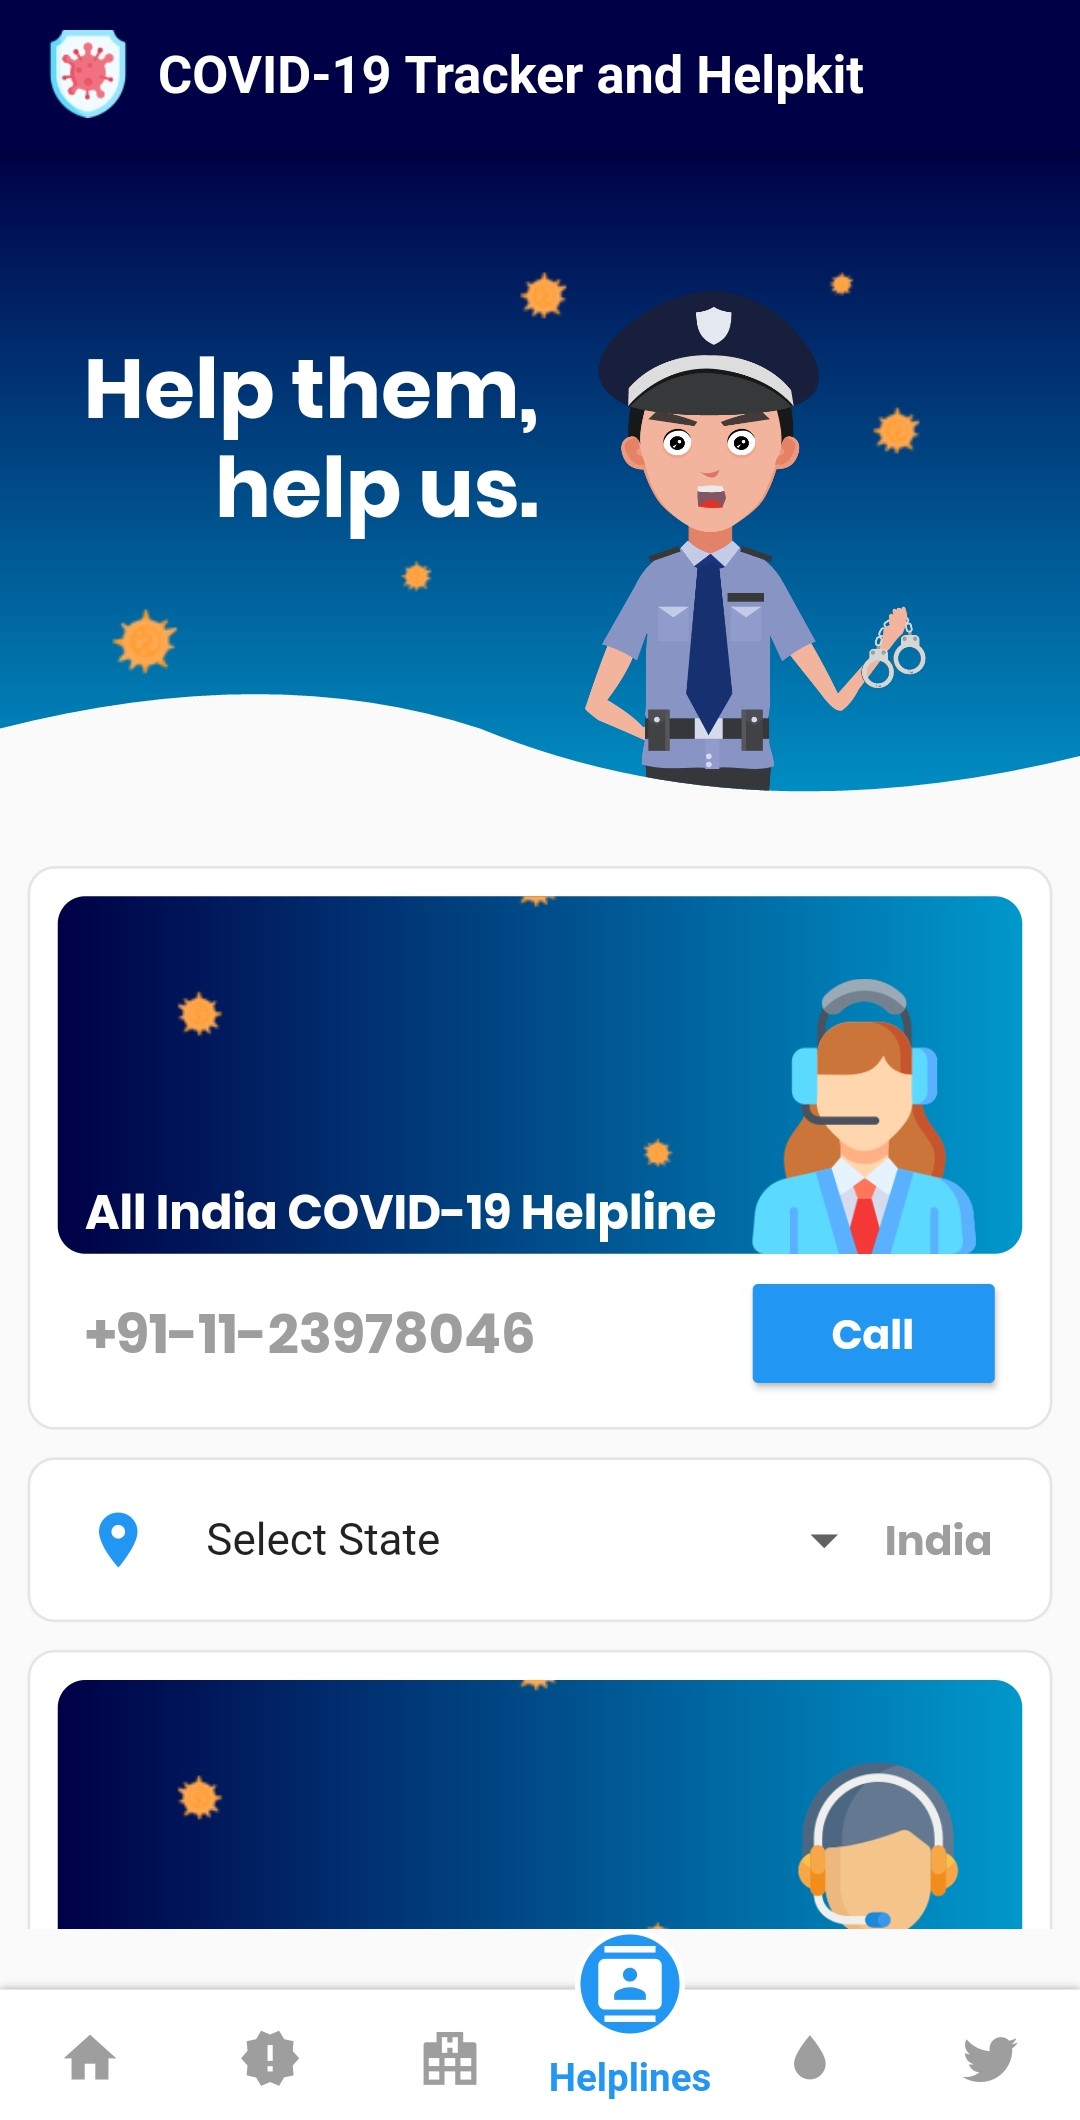 COVID-19 Tracker and Helpkit
Help them,
help us.
All India COVID-19 Helpline
+91-11-23978046
Call
Select State
India
Helplines